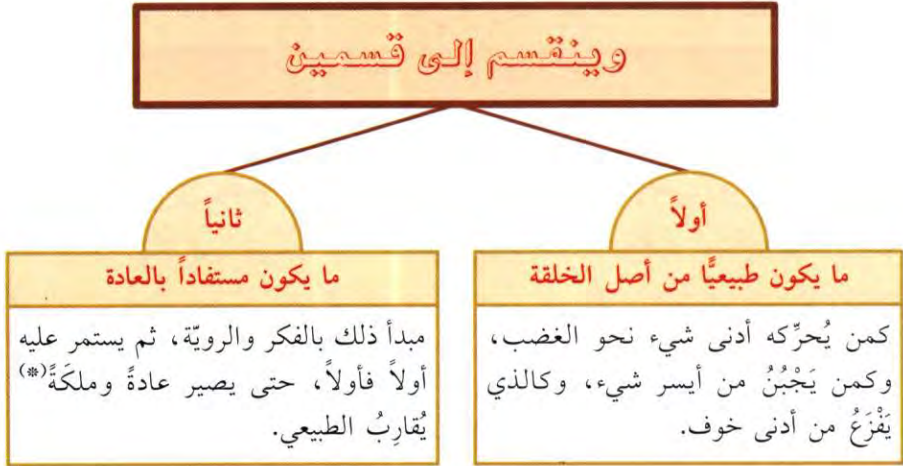 وينقسم إلى قسمين
أولاً
ما يكون طبيعيًّا من أصل الخلقة
كمن يُحرِّكه أدنى شيء نحو الغضب،
وكمن يَجْبُنُ من أيسر شيء، وكالذي
يَفْزَعُ من أدنى خوف.
ثانياً
ما يكون مستفاداً بالعادة
مبدأ ذلك بالفكر والرويّة، ثم يستمر عليه
أولاً فأولاً، حتى يصير عادةً وملكَةً(*)
يُقارِبُ الطبيعي.